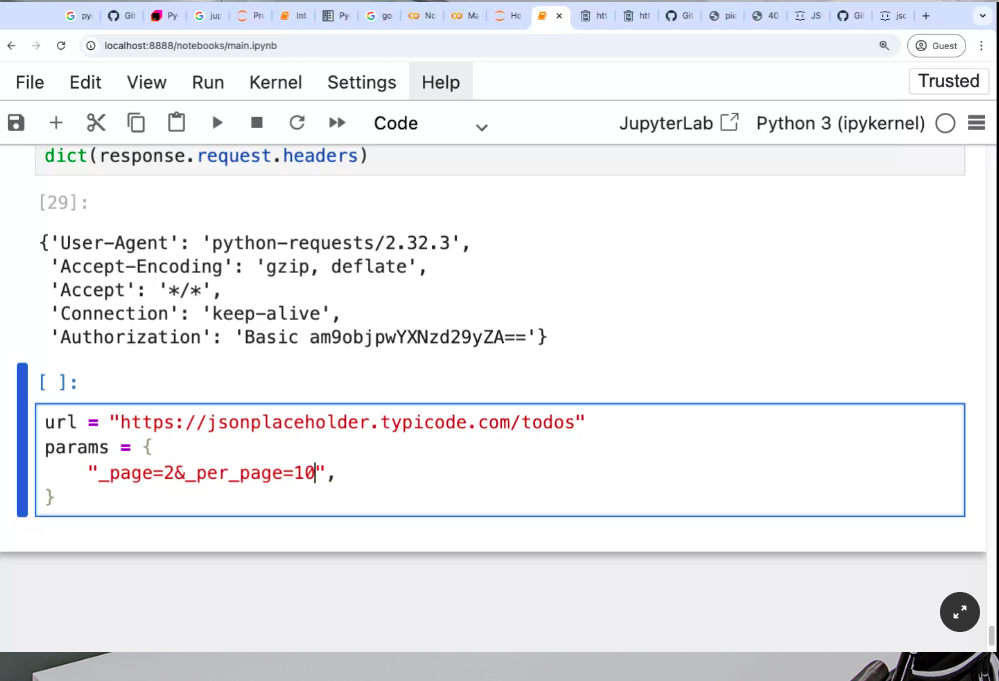 py
Git
Py
jup
Pro
Int
Py
go
No
Ma
Ho
htt
htt
Git
pie
40
JS
Git
jsc
localhost:8888/notebooks/main.ipynb
Guest
File Edit View Run Kernel Settings Help
Trusted
Code
JupyterLab
Python 3 (ipykernel)
dict(response.request.headers)
[29]:
{'User-Agent': 'python-requests/2.32.3',
'Accept-Encoding': 'gzip, deflate',
'Accept': '*/*',
'Connection': 'keep-alive',
'Authorization': 'Basic am9objpwYXNzd29yZA=='}
[ ]:
url = "https://jsonplaceholder.typicode.com/todos"
params = {
"_page=2&_per_page=10",
}